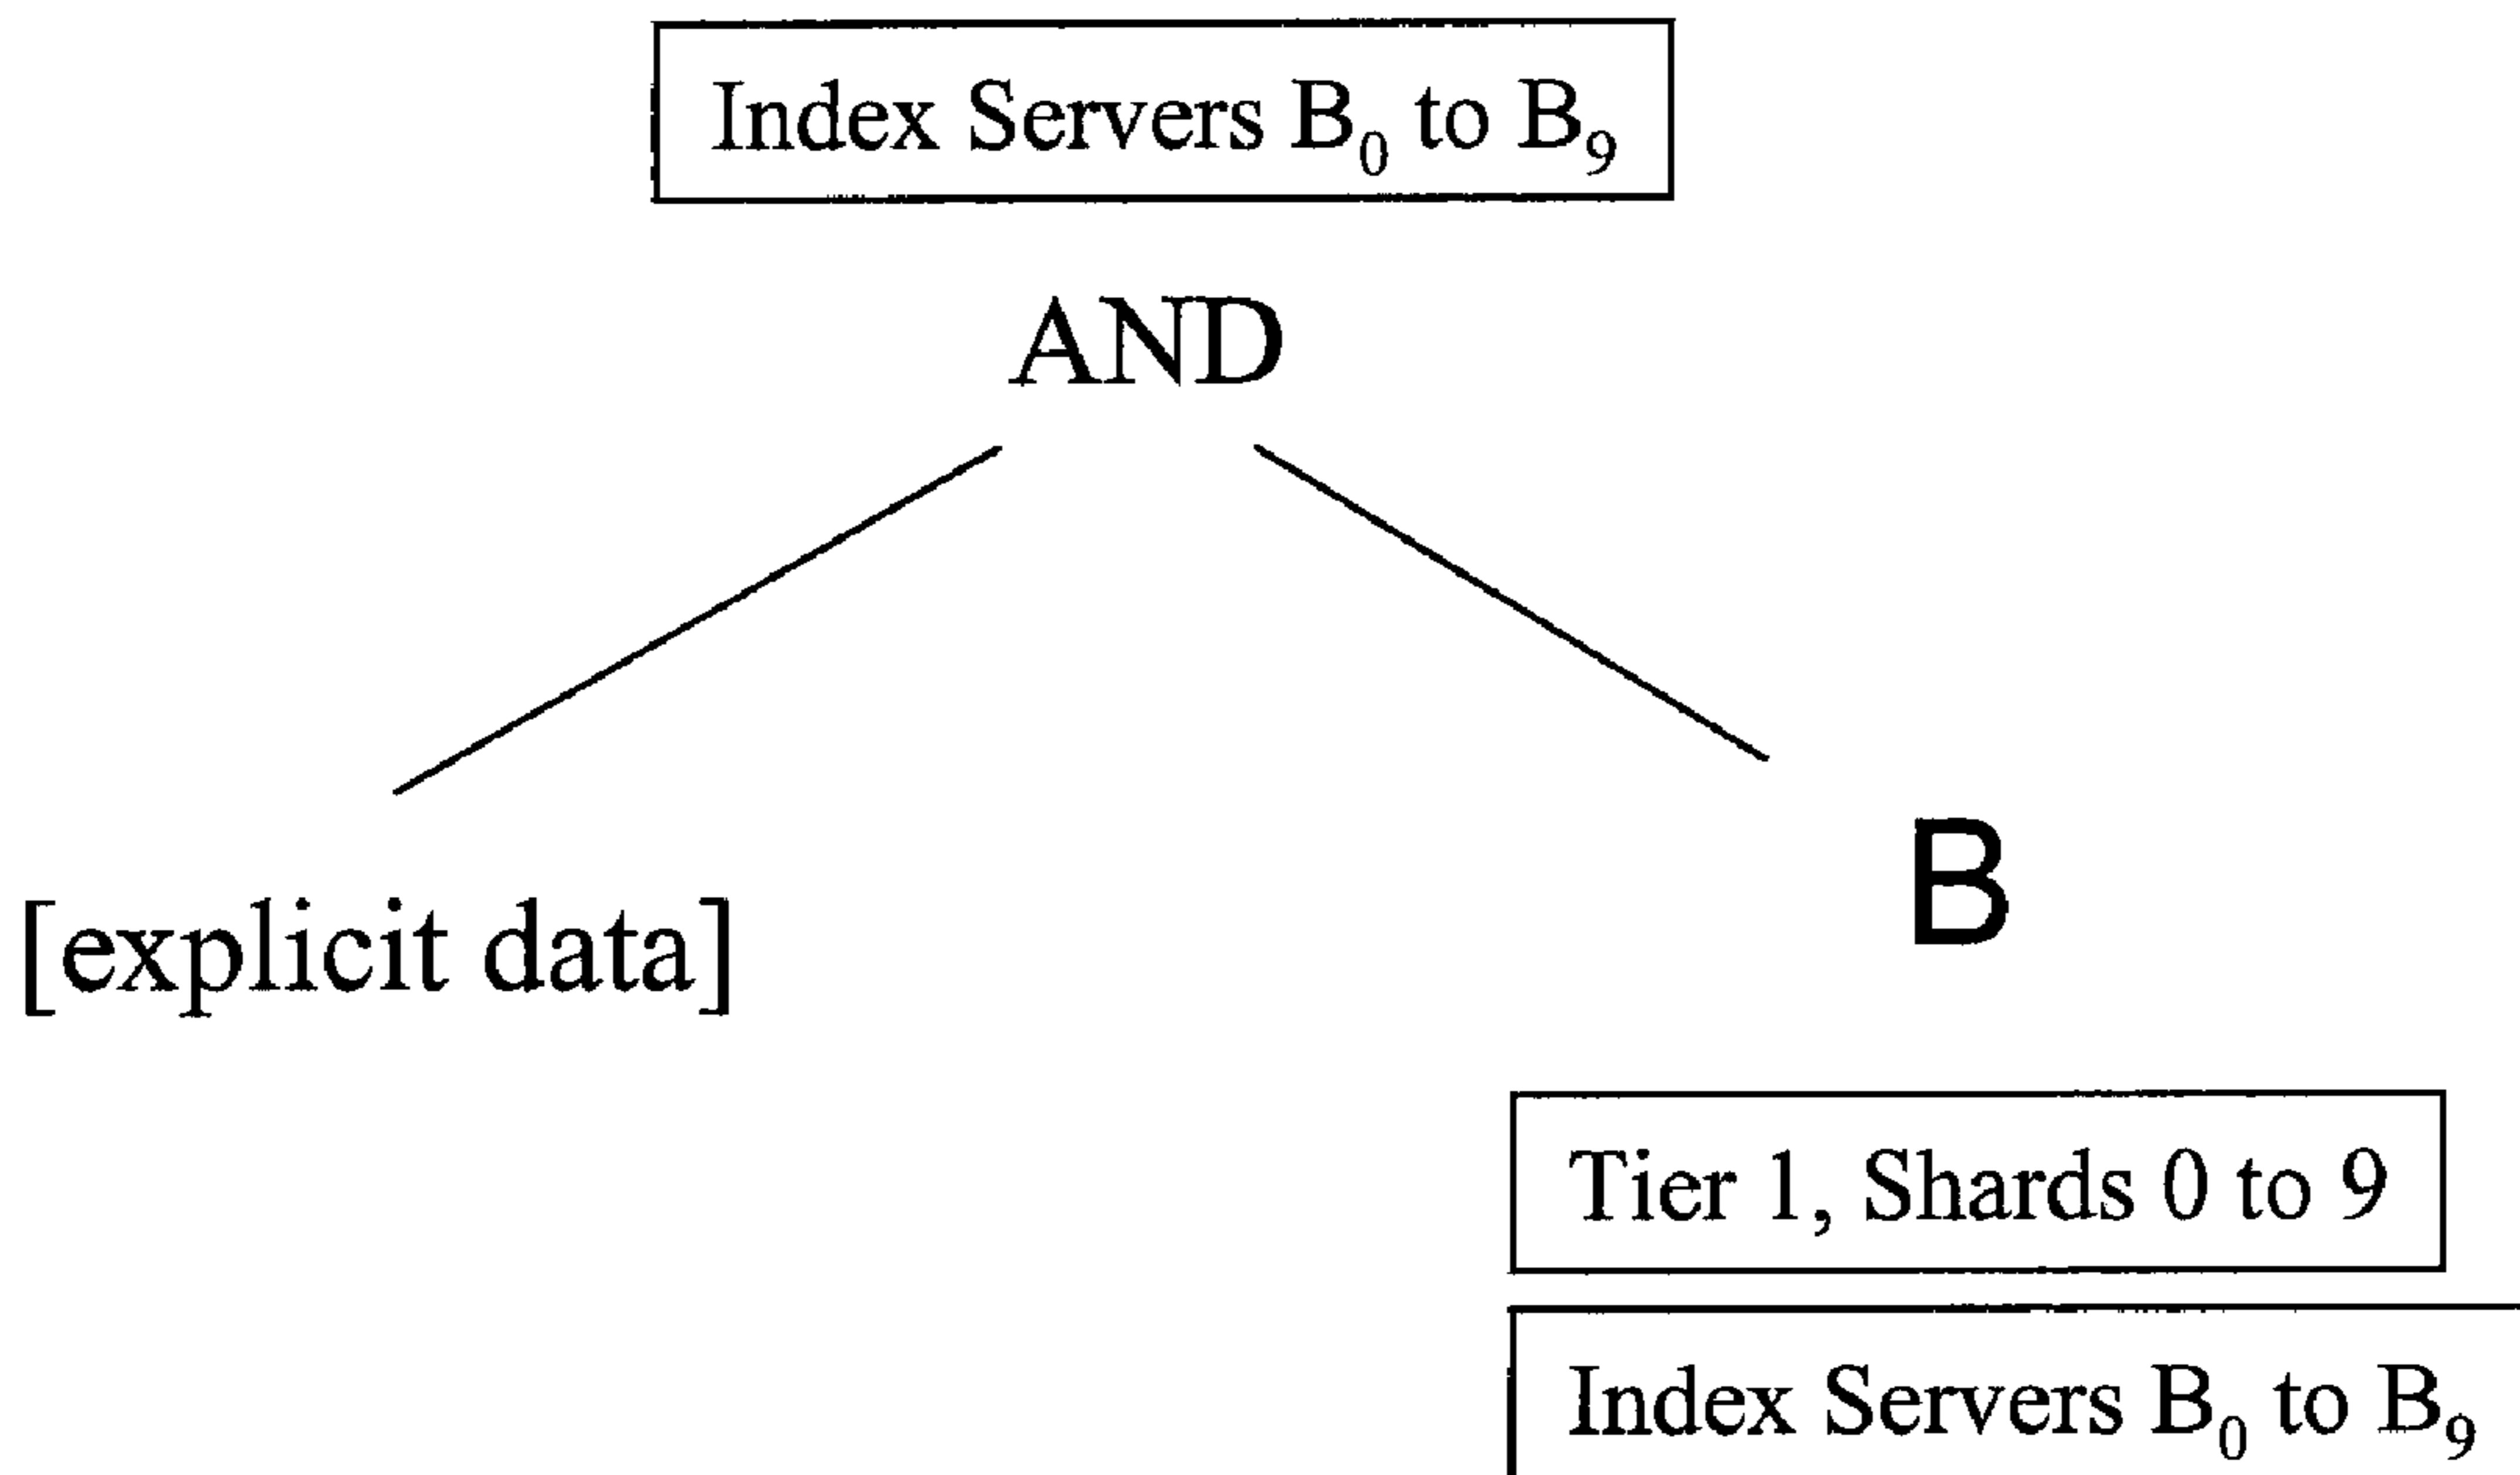 Index Servers B₀ to B₉
AND
[explicit data]
B
Tier 1, Shards 0 to 9
Index Servers B₀ to B₉